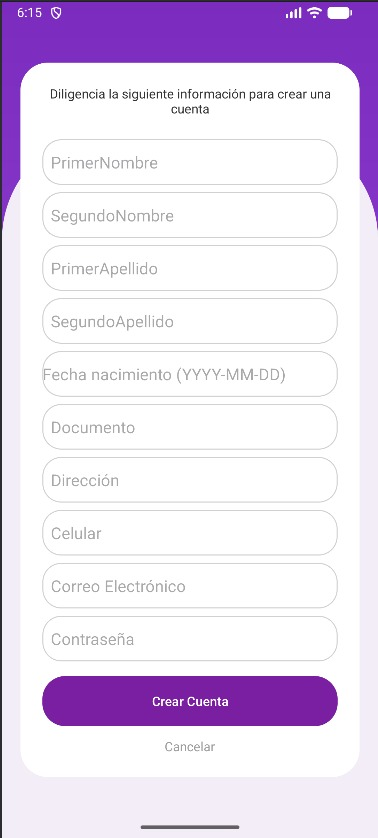 6:15
Diligencia la siguiente información para crear una
cuenta
PrimerNombre
SegundoNombre
PrimerApellido
SegundoApellido
Fecha nacimiento (YYYY-MM-DD)
Documento
Dirección
Celular
Correo Electrónico
Contraseña
Crear Cuenta
Cancelar